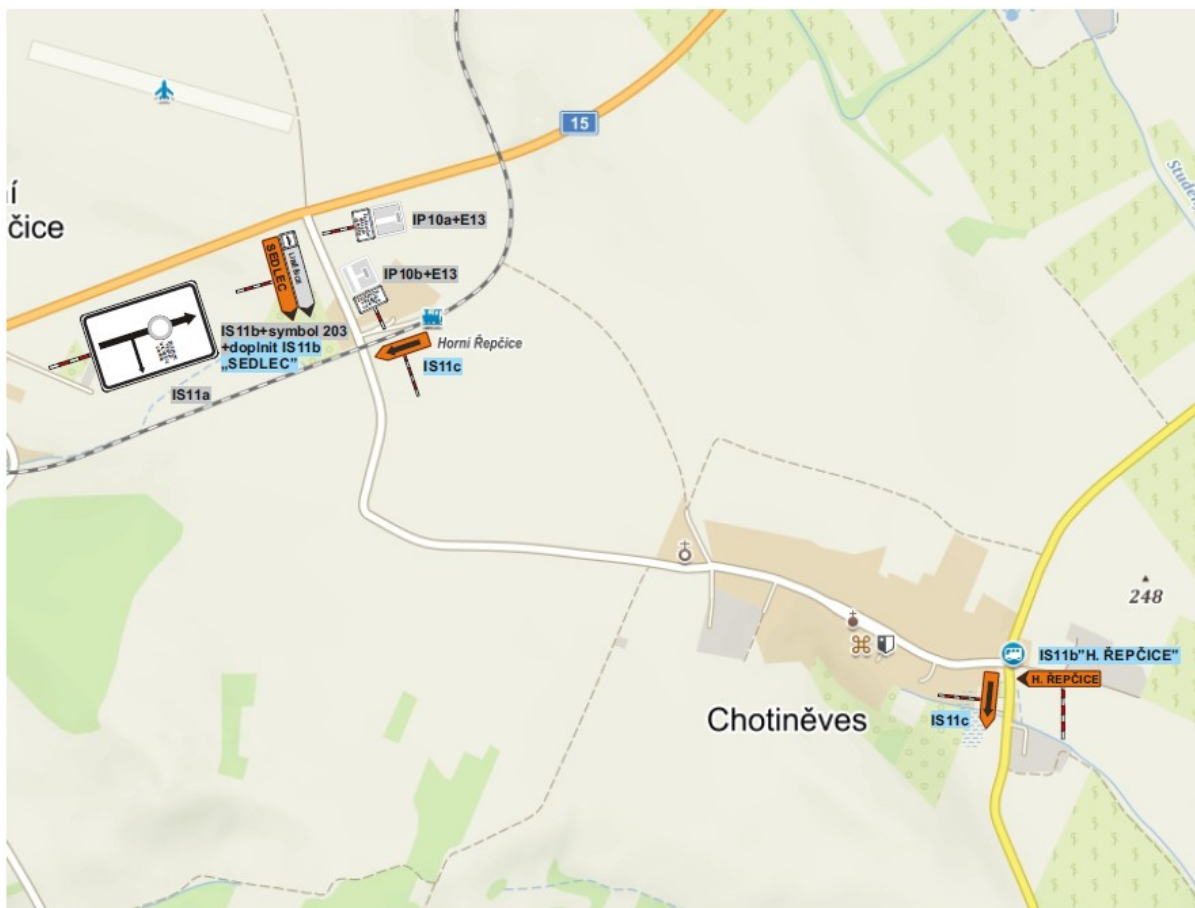 15
Studen
í
čice
IP10a+E13
SEDLEC
IP10b+E13
IS11b+symbol 203
+doplnit IS11b
„SEDLEC”
Horní Řepčice
IS11c
IS11a
248
IS11b”H. ŘEPČICE”
H. ŘEPČICE
IS11c
Chotiněves